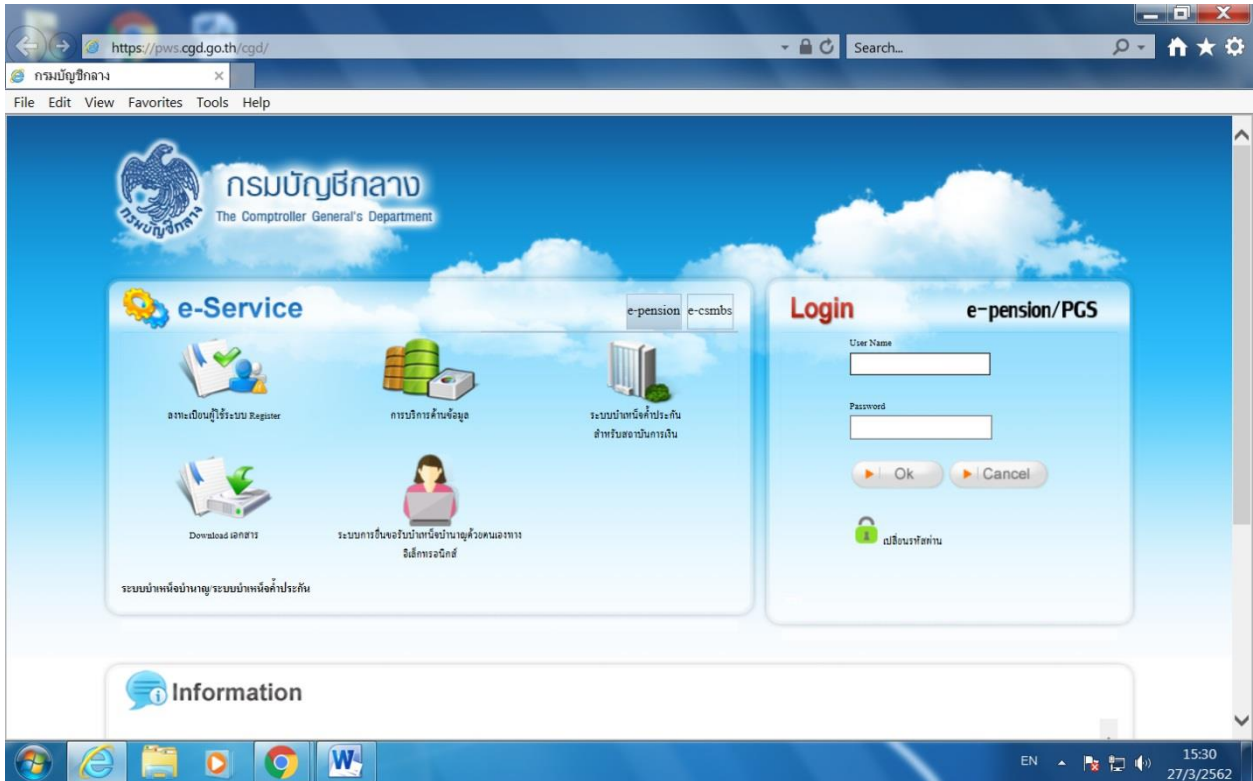 https://pws.cgd.go.th/cgd/
Search...
กรมบัญชีกลาง
File Edit View Favorites Tools Help
กรมบัญชีกลาง
The Comptroller General's Department
กรมบัญชีกลาง
e-Service
e-pension e-csmbs
ลงทะเบียนผู้ใช้ระบบ Register
การบริการด้านข้อมูล
ระบบบำเหน็จค้ำประกัน
สำหรับสถาบันการเงิน
Download เอกสาร
ระบบการยื่นขอรับบำเหน็จบำนาญด้วยตนเองทาง
อิเล็กทรอนิกส์
ระบบบำเหน็จบำนาญ/ระบบบำเหน็จค้ำประกัน
Login e-pension/PGS
User Name
Password
Ok Cancel
เปลี่ยนรหัสผ่าน
Information
EN
15:30
27/3/2562